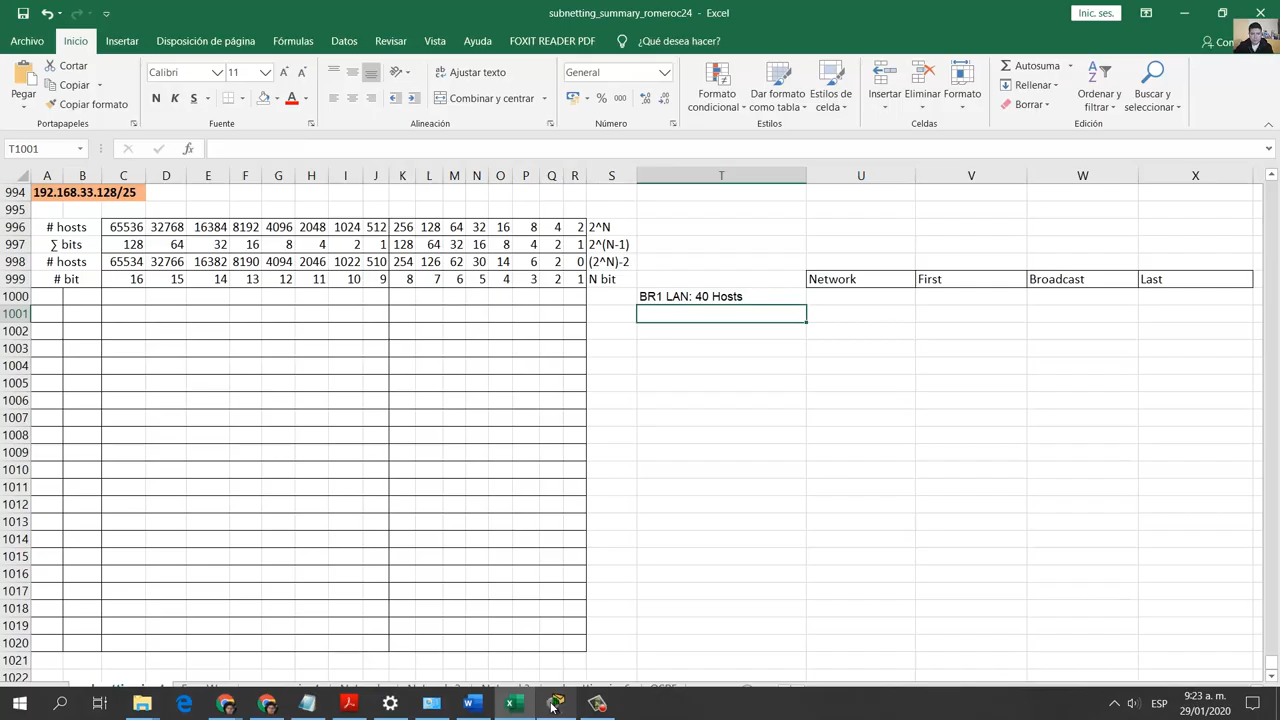 subnetting_summary_romeroc24 - Excel
Inic. ses.
Archivo Inicio Insertar Disposición de página Fórmulas Datos Revisar Vista Ayuda FOXIT READER PDF ¿Qué desea hacer?
Pegar
Cortar
Copiar
Copiar formato
Portapapeles
Calibri 11
N K S
Fuente
Ajustar texto
Combinar y centrar
Alineación
General
% 000
Número
Formato condicional
Dar formato como tabla
Estilos de celda
Estilos
Insertar Eliminar Formato
Celdas
Autosuma
Rellenar
Borrar
Ordenar y filtrar
Buscar y seleccionar
Edición
T1001 fx
A B C D E F G H I J K L M N O P Q R S T U V W X
994 192.168.33.128/25
995
996 # hosts 65536 32768 16384 8192 4096 2048 1024 512 256 128 64 32 16 8 4 2 2^N
997 ∑ bits 128 64 32 16 8 4 2 1 128 64 32 16 8 4 2 1 2^(N-1)
998 # hosts 65534 32766 16382 8190 4094 2046 1022 510 254 126 62 30 14 6 2 0 (2^N)-2
999 # bit 16 15 14 13 12 11 10 9 8 7 6 5 4 3 2 1 N bit Network First Broadcast Last
1000 BR1 LAN: 40 Hosts
1001
1002
1003
1004
1005
1006
1007
1008
1009
1010
1011
1012
1013
1014
1015
1016
1017
1018
1019
1020
1021
1022
ESP
9:23 a. m.
29/01/2020